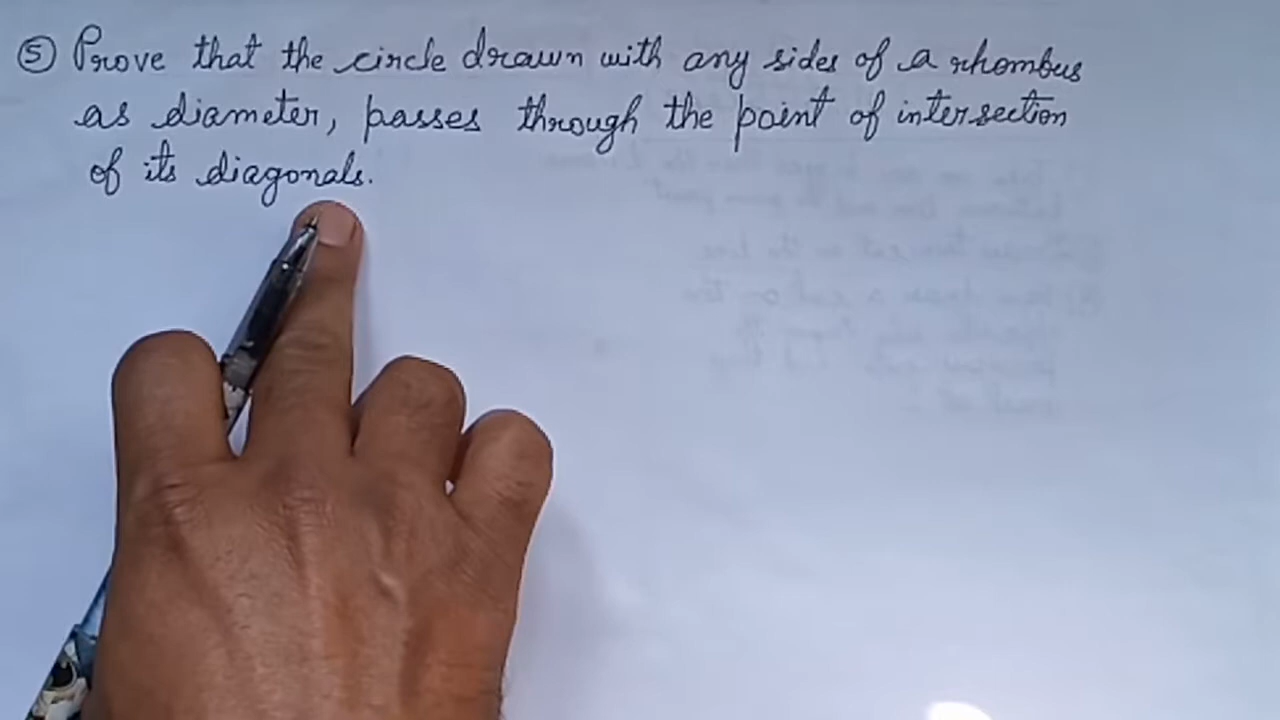 ⑤ Prove that the circle drawn with any sides of a rhombus
as diameter, passes through the point of intersection
of its diagonals.